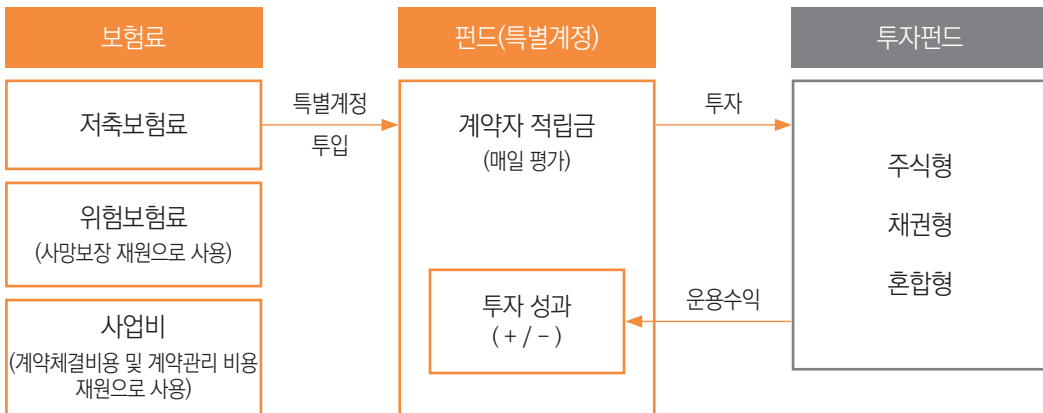 보험료
저축보험료
위험보험료
(사망보장 재원으로 사용)
사업비
(계약체결비용 및 계약관리 비용
재원으로 사용)
특별계정
투입
펀드(특별계정)
계약자 적립금
(매일 평가)
투자 성과
( + / − )
투자
운용수익
투자펀드
주식형
채권형
혼합형